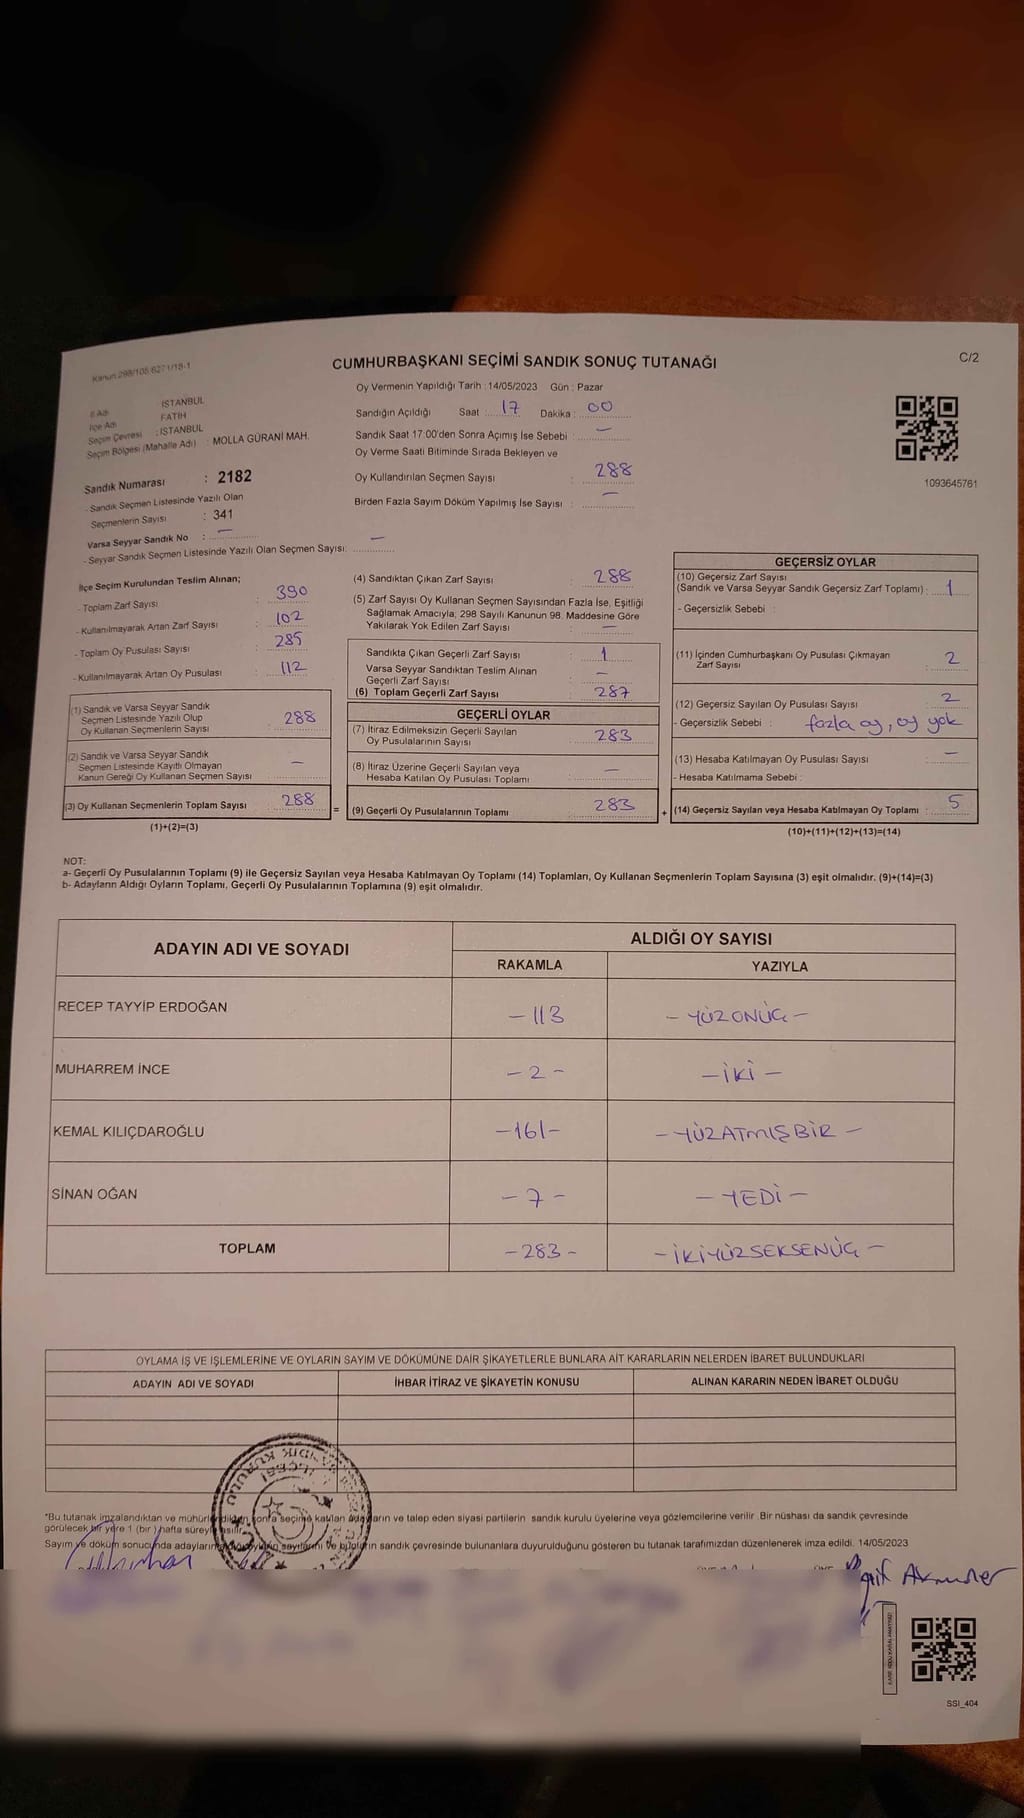 Kanun 298/105 6271/18-1
CUMHURBAŞKANI SEÇİMİ SANDIK SONUÇ TUTANAĞI
C/2
Oy Vermenin Yapıldığı Tarih : 14/05/2023 Gün : Pazar
İl Adı : İSTANBUL
İlçe Adı FATİH
Seçim Çevresi : İSTANBUL
Seçim Bölgesi (Mahalle Adı) : MOLLA GÜRANİ MAH.
Sandık Numarası : 2182
- Sandık Seçmen Listesinde Yazılı Olan
Seçmenlerin Sayısı : 341
Varsa Seyyar Sandık No : —
- Seyyar Sandık Seçmen Listesinde Yazılı Olan Seçmen Sayısı: —
Sandığın Açıldığı Saat 17 Dakika : 00
Sandık Saat 17:00'den Sonra Açımış İse Sebebi : —
Oy Verme Saati Bitiminde Sırada Bekleyen ve
Oy Kullandırılan Seçmen Sayısı : 288
Birden Fazla Sayım Döküm Yapılmış İse Sayısı : —
1093645761
İlçe Seçim Kurulundan Teslim Alınan;
- Toplam Zarf Sayısı : 390
- Kullanılmayarak Artan Zarf Sayısı : 102
- Toplam Oy Pusulası Sayısı : 285
- Kullanılmayarak Artan Oy Pusulası : 112
(1) Sandık ve Varsa Seyyar Sandık
Seçmen Listesinde Yazılı Olup
Oy Kullanan Seçmenlerin Sayısı : 288
(2) Sandık ve Varsa Seyyar Sandık
Seçmen Listesinde Kayıtlı Olmayan
Kanun Gereği Oy Kullanan Seçmen Sayısı : —
(3) Oy Kullanan Seçmenlerin Toplam Sayısı : 288
(1)+(2)=(3)
(4) Sandıktan Çıkan Zarf Sayısı : 288
(5) Zarf Sayısı Oy Kullanan Seçmen Sayısından Fazla İse, Eşitliği
Sağlamak Amacıyla, 298 Sayılı Kanunun 98. Maddesine Göre
Yakılarak Yok Edilen Zarf Sayısı : —
Sandıkta Çıkan Geçerli Zarf Sayısı : 1
Varsa Seyyar Sandıktan Teslim Alınan
Geçerli Zarf Sayısı : —
(6) Toplam Geçerli Zarf Sayısı : 287
GEÇERLİ OYLAR
(7) İtiraz Edilmeksizin Geçerli Sayılan
Oy Pusulalarının Sayısı : 283
(8) İtiraz Üzerine Geçerli Sayılan veya
Hesaba Katılan Oy Pusulası Toplamı : —
= (9) Geçerli Oy Pusulalarının Toplamı : 283
GEÇERSİZ OYLAR
(10) Geçersiz Zarf Sayısı
(Sandık ve Varsa Seyyar Sandık Geçersiz Zarf Toplamı) : 1
- Geçersizlik Sebebi :
(11) İçinden Cumhurbaşkanı Oy Pusulası Çıkmayan
Zarf Sayısı : 2
(12) Geçersiz Sayılan Oy Pusulası Sayısı : 2
- Geçersizlik Sebebi : fazla oy, oy yok
(13) Hesaba Katılmayan Oy Pusulası Sayısı : —
- Hesaba Katılmama Sebebi :
+ (14) Geçersiz Sayılan veya Hesaba Katılmayan Oy Toplamı : 5
(10)+(11)+(12)+(13)=(14)
NOT:
a- Geçerli Oy Pusulalarının Toplamı (9) ile Geçersiz Sayılan veya Hesaba Katılmayan Oy Toplamı (14) Toplamları, Oy Kullanan Seçmenlerin Toplam Sayısına (3) eşit olmalıdır. (9)+(14)=(3)
b- Adayların Aldığı Oyların Toplamı, Geçerli Oy Pusulalarının Toplamına (9) eşit olmalıdır.
ADAYIN ADI VE SOYADI ALDIĞI OY SAYISI
RAKAMLA YAZIYLA
RECEP TAYYİP ERDOĞAN – 113 – YÜZONÜÇ –
MUHARREM İNCE – 2 – – İKİ –
KEMAL KILIÇDAROĞLU – 161 – – YÜZATMIŞBİR –
SİNAN OĞAN – 7 – – YEDİ –
TOPLAM – 283 – – İKİYÜZSEKSENÜÇ –
OYLAMA İŞ VE İŞLEMLERİNE VE OYLARIN SAYIM VE DÖKÜMÜNE DAİR ŞİKAYETLERLE BUNLARA AİT KARARLARIN NELERDEN İBARET BULUNDUKLARI
ADAYIN ADI VE SOYADI İHBAR İTİRAZ VE ŞİKAYETİN KONUSU ALINAN KARARIN NEDEN İBARET OLDUĞU
*Bu tutanak imzalandıktan ve mühürlendikten sonra seçime katılan adayların ve talep eden siyasi partilerin sandık kurulu üyelerine veya gözlemcilerine verilir. Bir nüshası da sandık çevresinde
görülecek bir yere 1 (bir) hafta süreyle asılır.
Sayım ve döküm sonucunda adayların sayıları ve sandık çevresinde bulunanlara duyurulduğunu gösteren bu tutanak tarafımızdan düzenlenerek imza edildi. 14/05/2023
SSI_404